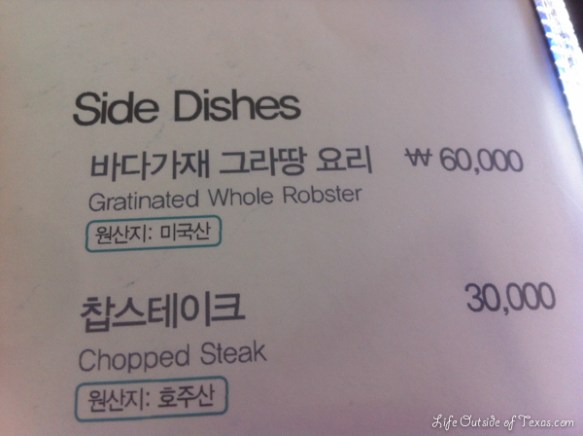 Side Dishes
바다가재 그라땅 요리 ₩ 60,000
Gratinated Whole Robster
원산지: 미국산
찹스테이크 30,000
Chopped Steak
원산지: 호주산
Life Outside of Texas.com